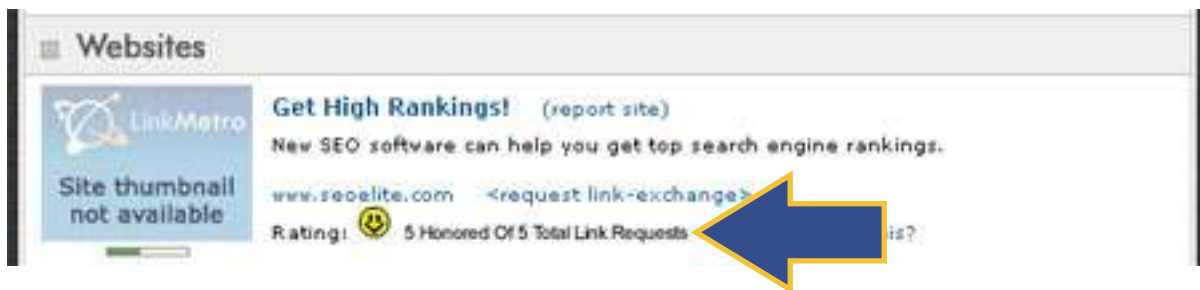 Websites
LinkMetro
Site thumbnail
not available
Get High Rankings! (report site)
New SEO software can help you get top search engine rankings.
www.seoelite.com <request link-exchange>
Rating: 5 Honored Of 5 Total Link Requests is?